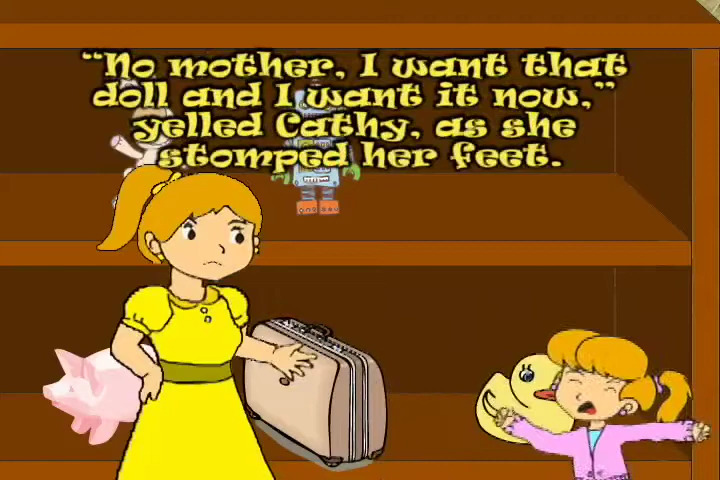 “No mother, I want that
doll and I want it now,”
yelled Cathy, as she
stomped her feet.